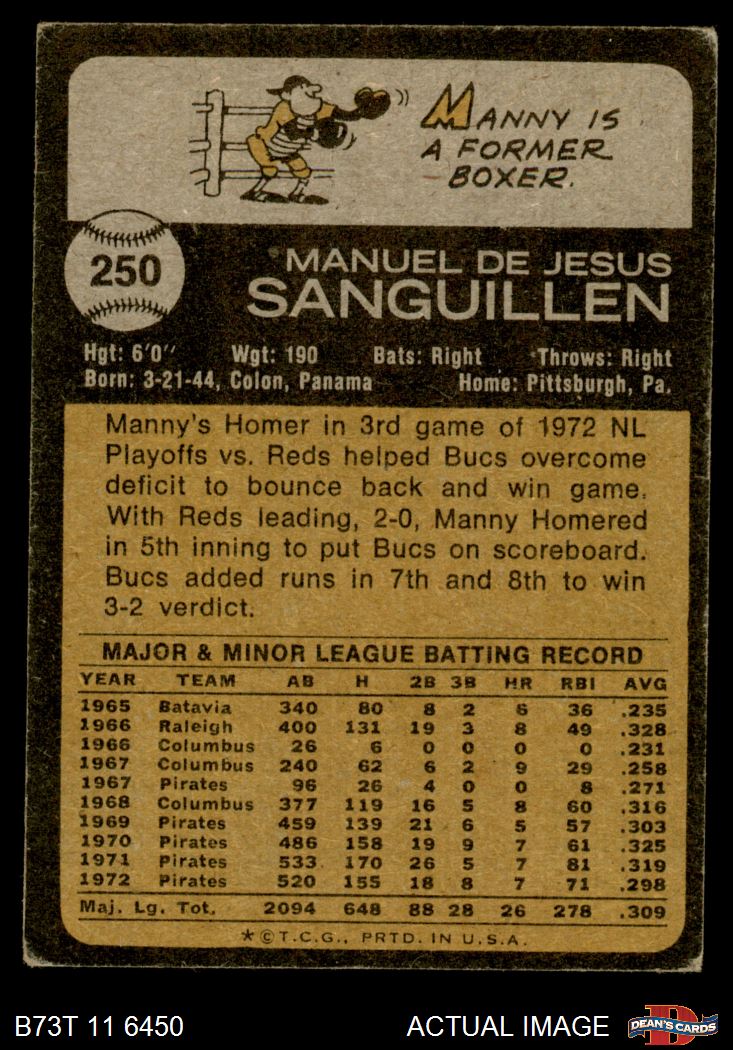 MANNY IS
A FORMER
BOXER.
250
MANUEL DE JESUS
SANGUILLEN
Hgt: 6'0" Wgt: 190 Bats: Right Throws: Right
Born: 3-21-44, Colon, Panama Home: Pittsburgh, Pa.
Manny's Homer in 3rd game of 1972 NL
Playoffs vs. Reds helped Bucs overcome
deficit to bounce back and win game.
With Reds leading, 2-0, Manny Homered
in 5th inning to put Bucs on scoreboard.
Bucs added runs in 7th and 8th to win
3-2 verdict.
MAJOR & MINOR LEAGUE BATTING RECORD
YEAR TEAM AB H 2B 3B HR RBI AVG
1965 Batavia 340 80 8 2 6 36 .235
1966 Raleigh 400 131 19 3 8 49 .328
1966 Columbus 26 6 0 0 0 0 .231
1967 Columbus 240 62 6 2 9 29 .258
1967 Pirates 96 26 4 0 0 8 .271
1968 Columbus 377 119 16 5 8 60 .316
1969 Pirates 459 139 21 6 5 57 .303
1970 Pirates 486 158 19 9 7 61 .325
1971 Pirates 533 170 26 5 7 81 .319
1972 Pirates 520 155 18 8 7 71 .298
Maj. Lg. Tot. 2094 648 88 28 26 278 .309
*©T.C.G., PRTD. IN U.S.A.
B73T 11 6450 ACTUAL IMAGE DEAN'S CARDS